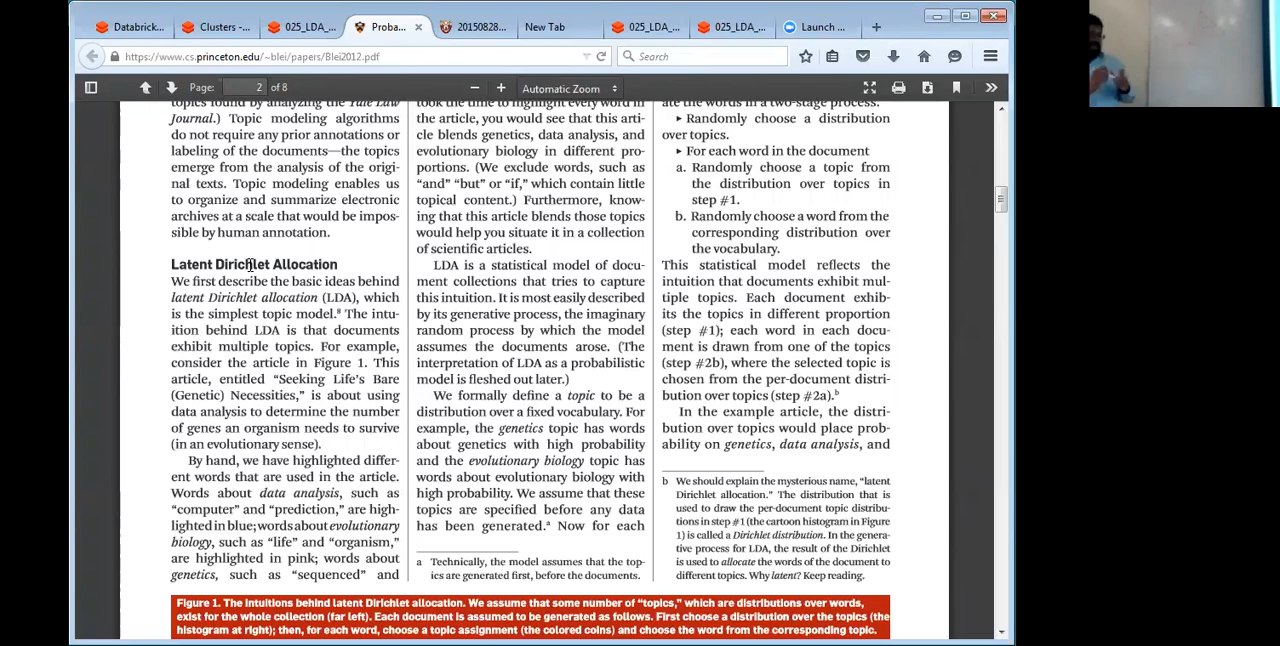 Databrick...
Clusters -...
025_LDA_...
Proba...
20150828...
New Tab
025_LDA_...
025_LDA_...
Launch ...
https://www.cs.princeton.edu/~blei/papers/Blei2012.pdf
Search
Page: 2 of 8
Automatic Zoom
topics found by analyzing the Yale Law
Journal.) Topic modeling algorithms
do not require any prior annotations or
labeling of the documents—the topics
emerge from the analysis of the origi-
nal texts. Topic modeling enables us
to organize and summarize electronic
archives at a scale that would be impos-
sible by human annotation.
Latent Dirichlet Allocation
We first describe the basic ideas behind
latent Dirichlet allocation (LDA), which
is the simplest topic model.8 The intu-
ition behind LDA is that documents
exhibit multiple topics. For example,
consider the article in Figure 1. This
article, entitled “Seeking Life’s Bare
(Genetic) Necessities,” is about using
data analysis to determine the number
of genes an organism needs to survive
(in an evolutionary sense).
By hand, we have highlighted differ-
ent words that are used in the article.
Words about data analysis, such as
“computer” and “prediction,” are high-
lighted in blue; words about evolutionary
biology, such as “life” and “organism,”
are highlighted in pink; words about
genetics, such as “sequenced” and
took the time to highlight every word in
the article, you would see that this arti-
cle blends genetics, data analysis, and
evolutionary biology in different pro-
portions. (We exclude words, such as
“and” “but” or “if,” which contain little
topical content.) Furthermore, know-
ing that this article blends those topics
would help you situate it in a collection
of scientific articles.
LDA is a statistical model of docu-
ment collections that tries to capture
this intuition. It is most easily described
by its generative process, the imaginary
random process by which the model
assumes the documents arose. (The
interpretation of LDA as a probabilistic
model is fleshed out later.)
We formally define a topic to be a
distribution over a fixed vocabulary. For
example, the genetics topic has words
about genetics with high probability
and the evolutionary biology topic has
words about evolutionary biology with
high probability. We assume that these
topics are specified before any data
has been generated.a Now for each
a Technically, the model assumes that the top-
ics are generated first, before the documents.
ate the words in a two-stage process.
▸ Randomly choose a distribution
over topics.
▸ For each word in the document
a. Randomly choose a topic from
the distribution over topics in
step #1.
b. Randomly choose a word from the
corresponding distribution over
the vocabulary.
This statistical model reflects the
intuition that documents exhibit mul-
tiple topics. Each document exhib-
its the topics in different proportion
(step #1); each word in each docu-
ment is drawn from one of the topics
(step #2b), where the selected topic is
chosen from the per-document distri-
bution over topics (step #2a).b
In the example article, the distri-
bution over topics would place prob-
ability on genetics, data analysis, and
b We should explain the mysterious name, “latent
Dirichlet allocation.” The distribution that is
used to draw the per-document topic distribu-
tions in step #1 (the cartoon histogram in Figure
1) is called a Dirichlet distribution. In the genera-
tive process for LDA, the result of the Dirichlet
is used to allocate the words of the document to
different topics. Why latent? Keep reading.
Figure 1. The intuitions behind latent Dirichlet allocation. We assume that some number of “topics,” which are distributions over words,
exist for the whole collection (far left). Each document is assumed to be generated as follows. First choose a distribution over the topics (the
histogram at right); then, for each word, choose a topic assignment (the colored coins) and choose the word from the corresponding topic.